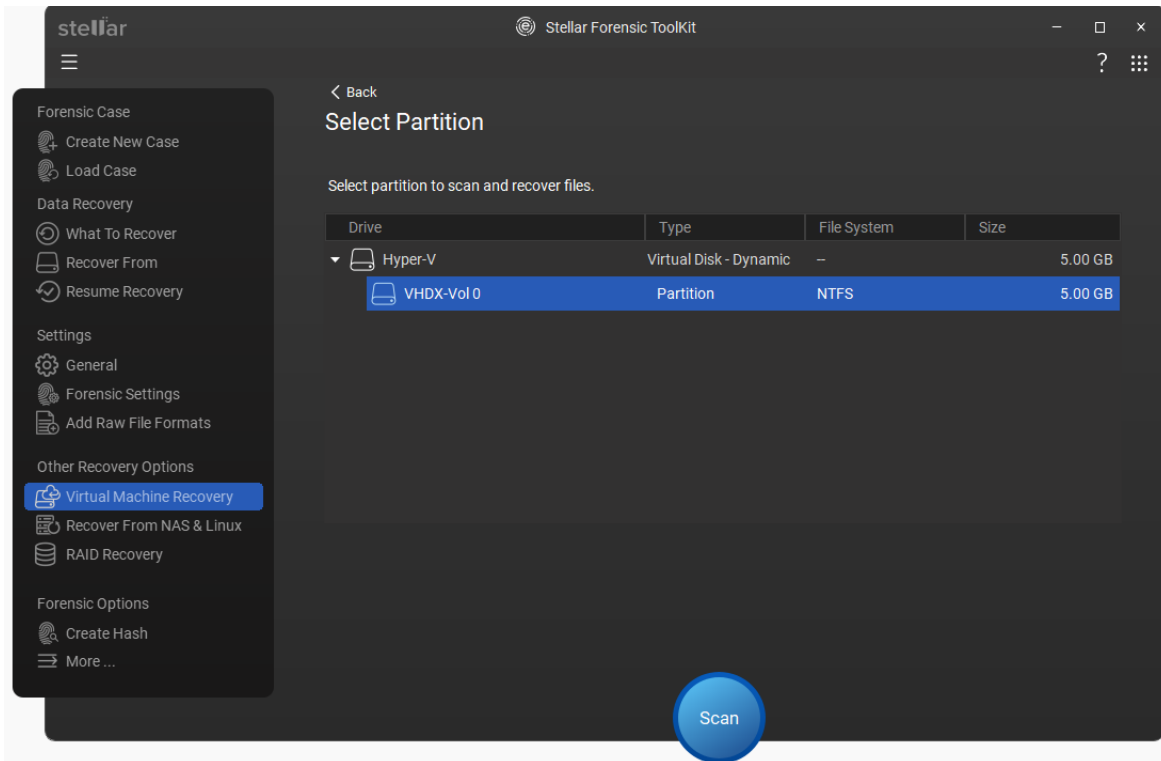 stellar
Stellar Forensic ToolKit
?
Forensic Case
Create New Case
Load Case
Data Recovery
What To Recover
Recover From
Resume Recovery
Settings
General
Forensic Settings
Add Raw File Formats
Other Recovery Options
Virtual Machine Recovery
Recover From NAS & Linux
RAID Recovery
Forensic Options
Create Hash
More ...
Back
Select Partition
Select partition to scan and recover files.
Drive Type File System Size
Hyper-V Virtual Disk - Dynamic -- 5.00 GB
VHDX-Vol 0 Partition NTFS 5.00 GB
Scan